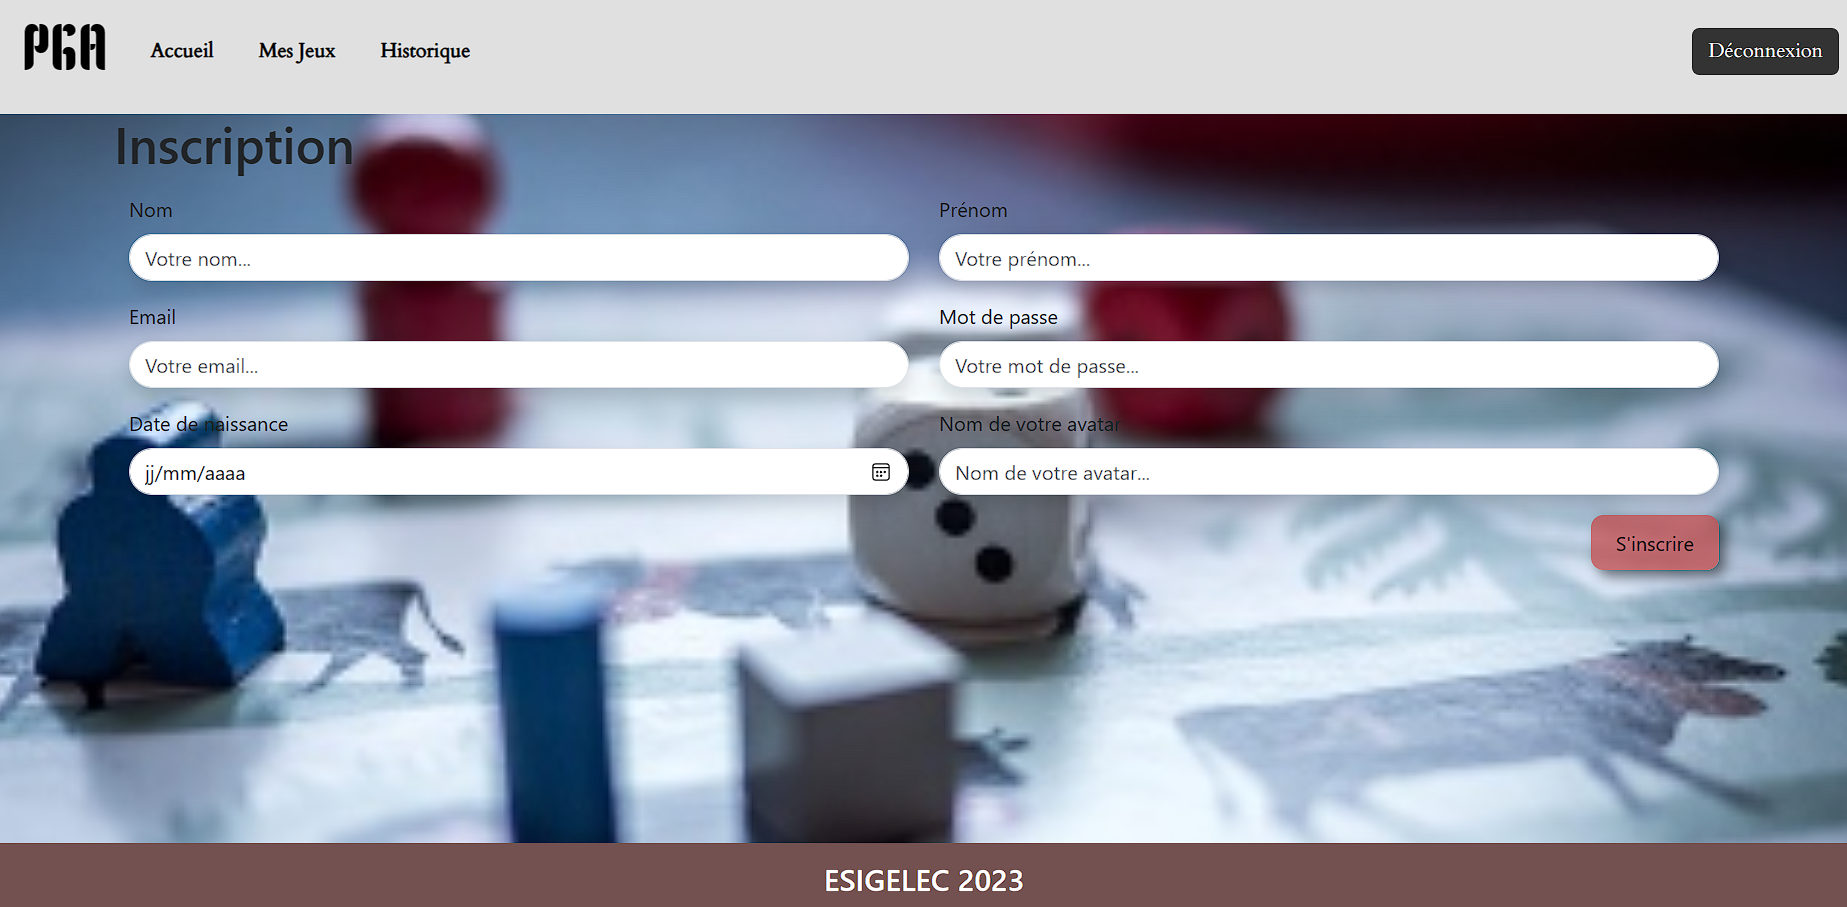 PGA
Accueil
Mes Jeux
Historique
Déconnexion
Inscription
Nom
Prénom
Votre nom...
Votre prénom...
Email
Mot de passe
Votre email...
Votre mot de passe...
Date de naissance
Nom de votre avatar
jj/mm/aaaa
Nom de votre avatar...
S'inscrire
ESIGELEC 2023